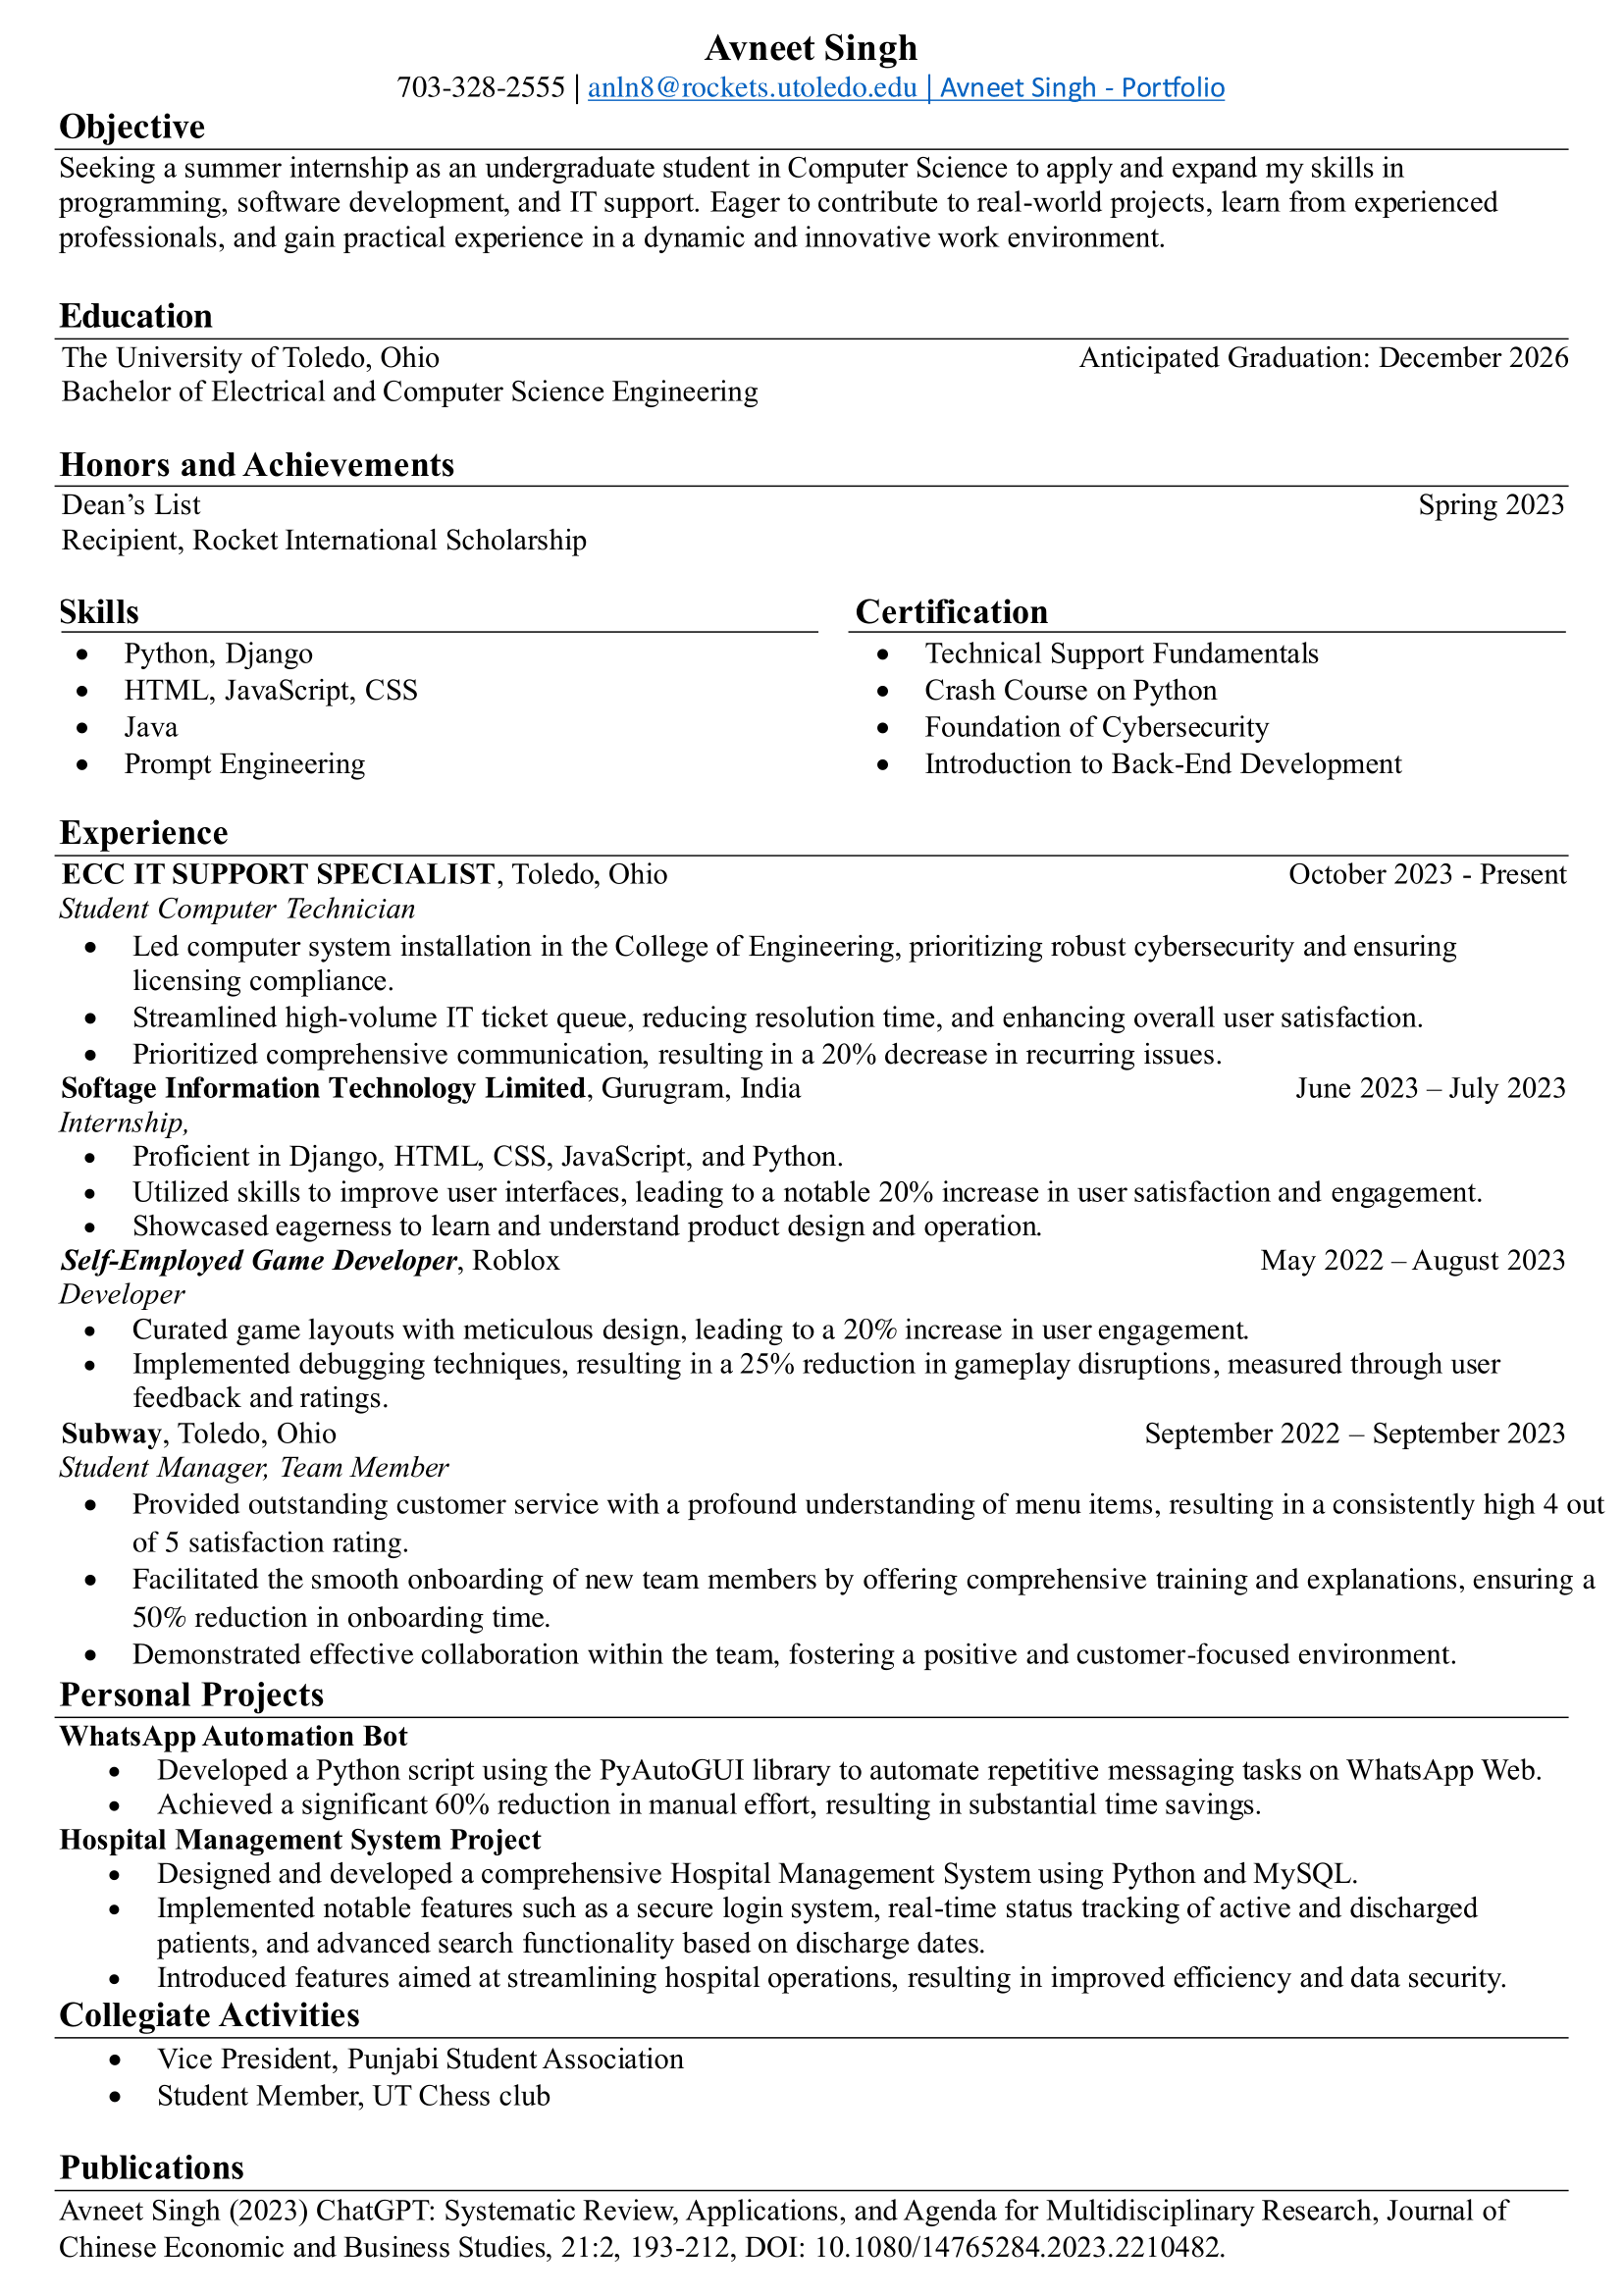 Avneet Singh
703-328-2555 | anln8@rockets.utoledo.edu | Avneet Singh - Portfolio
Objective
Seeking a summer internship as an undergraduate student in Computer Science to apply and expand my skills in
programming, software development, and IT support. Eager to contribute to real-world projects, learn from experienced
professionals, and gain practical experience in a dynamic and innovative work environment.
Education
The University of Toledo, Ohio Anticipated Graduation: December 2026
Bachelor of Electrical and Computer Science Engineering
Honors and Achievements
Dean’s List Spring 2023
Recipient, Rocket International Scholarship
Skills
• Python, Django
• HTML, JavaScript, CSS
• Java
• Prompt Engineering
Certification
• Technical Support Fundamentals
• Crash Course on Python
• Foundation of Cybersecurity
• Introduction to Back-End Development
Experience
ECC IT SUPPORT SPECIALIST, Toledo, Ohio October 2023 - Present
Student Computer Technician
• Led computer system installation in the College of Engineering, prioritizing robust cybersecurity and ensuring
licensing compliance.
• Streamlined high-volume IT ticket queue, reducing resolution time, and enhancing overall user satisfaction.
• Prioritized comprehensive communication, resulting in a 20% decrease in recurring issues.
Softage Information Technology Limited, Gurugram, India June 2023 – July 2023
Internship,
• Proficient in Django, HTML, CSS, JavaScript, and Python.
• Utilized skills to improve user interfaces, leading to a notable 20% increase in user satisfaction and engagement.
• Showcased eagerness to learn and understand product design and operation.
Self-Employed Game Developer, Roblox May 2022 – August 2023
Developer
• Curated game layouts with meticulous design, leading to a 20% increase in user engagement.
• Implemented debugging techniques, resulting in a 25% reduction in gameplay disruptions, measured through user
feedback and ratings.
Subway, Toledo, Ohio September 2022 – September 2023
Student Manager, Team Member
• Provided outstanding customer service with a profound understanding of menu items, resulting in a consistently high 4 out
of 5 satisfaction rating.
• Facilitated the smooth onboarding of new team members by offering comprehensive training and explanations, ensuring a
50% reduction in onboarding time.
• Demonstrated effective collaboration within the team, fostering a positive and customer-focused environment.
Personal Projects
WhatsApp Automation Bot
• Developed a Python script using the PyAutoGUI library to automate repetitive messaging tasks on WhatsApp Web.
• Achieved a significant 60% reduction in manual effort, resulting in substantial time savings.
Hospital Management System Project
• Designed and developed a comprehensive Hospital Management System using Python and MySQL.
• Implemented notable features such as a secure login system, real-time status tracking of active and discharged
patients, and advanced search functionality based on discharge dates.
• Introduced features aimed at streamlining hospital operations, resulting in improved efficiency and data security.
Collegiate Activities
• Vice President, Punjabi Student Association
• Student Member, UT Chess club
Publications
Avneet Singh (2023) ChatGPT: Systematic Review, Applications, and Agenda for Multidisciplinary Research, Journal of
Chinese Economic and Business Studies, 21:2, 193-212, DOI: 10.1080/14765284.2023.2210482.